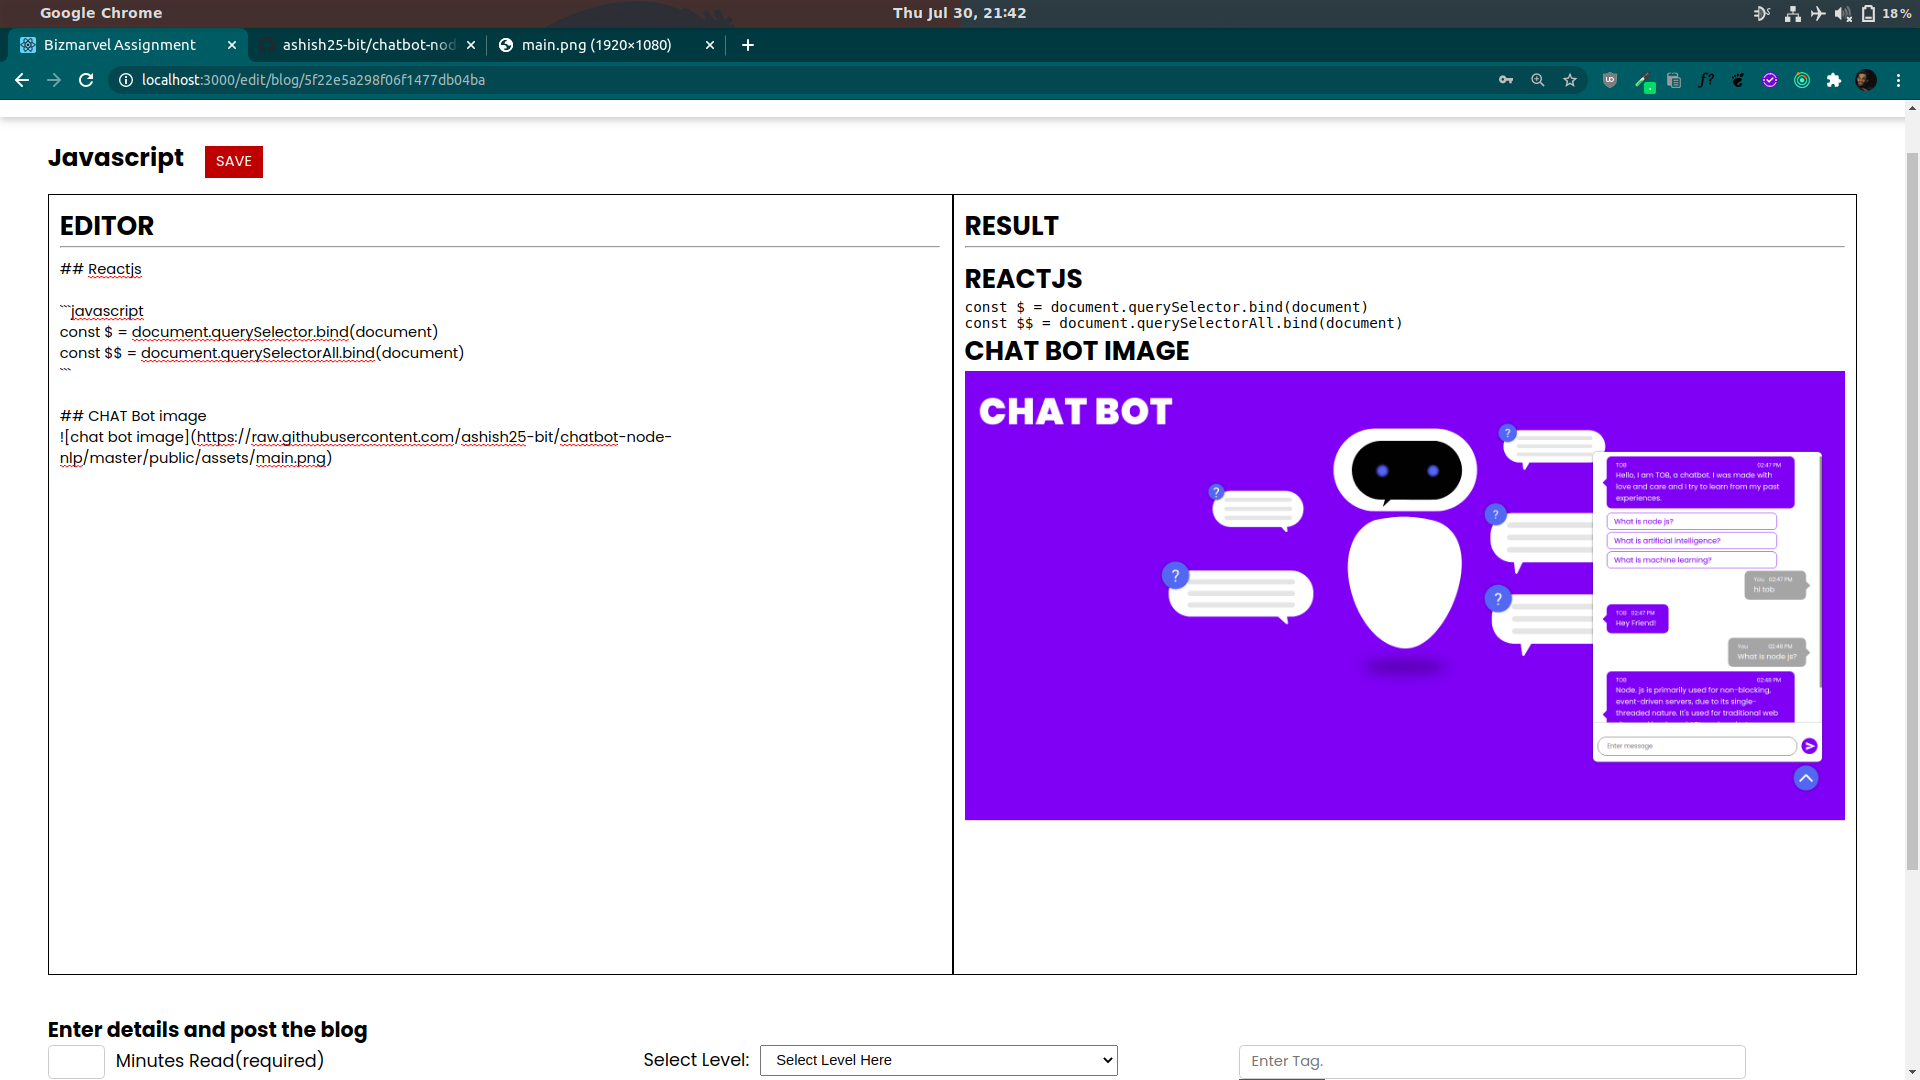 Google Chrome
Thu Jul 30, 21:42
18%
Bizmarvel Assignment
ashish25-bit/chatbot-nod
main.png (1920×1080)
localhost:3000/edit/blog/5f22e5a298f06f1477db04ba
Javascript
SAVE
EDITOR
## Reactjs
```javascript
const $ = document.querySelector.bind(document)
const $$ = document.querySelectorAll.bind(document)
```
## CHAT Bot image
![chat bot image](https://raw.githubusercontent.com/ashish25-bit/chatbot-node-
nlp/master/public/assets/main.png)
RESULT
REACTJS
const $ = document.querySelector.bind(document)
const $$ = document.querySelectorAll.bind(document)
CHAT BOT IMAGE
CHAT BOT
?
?
?
?
?
TOB 02:47 PM
Hello, I am TOB, a chatbot. I was made with
love and care and I try to learn from my past
experiences.
What is node js?
What is artificial intelligence?
What is machine learning?
You 02:47 PM
hi tob
TOB 02:47 PM
Hey Friend!
You 02:48 PM
What is node js?
TOB 02:48 PM
Node. js is primarily used for non-blocking,
event-driven servers, due to its single-
threaded nature. It's used for traditional web
Enter message
Enter details and post the blog
Minutes Read(required)
Select Level:
Select Level Here
Enter Tag.